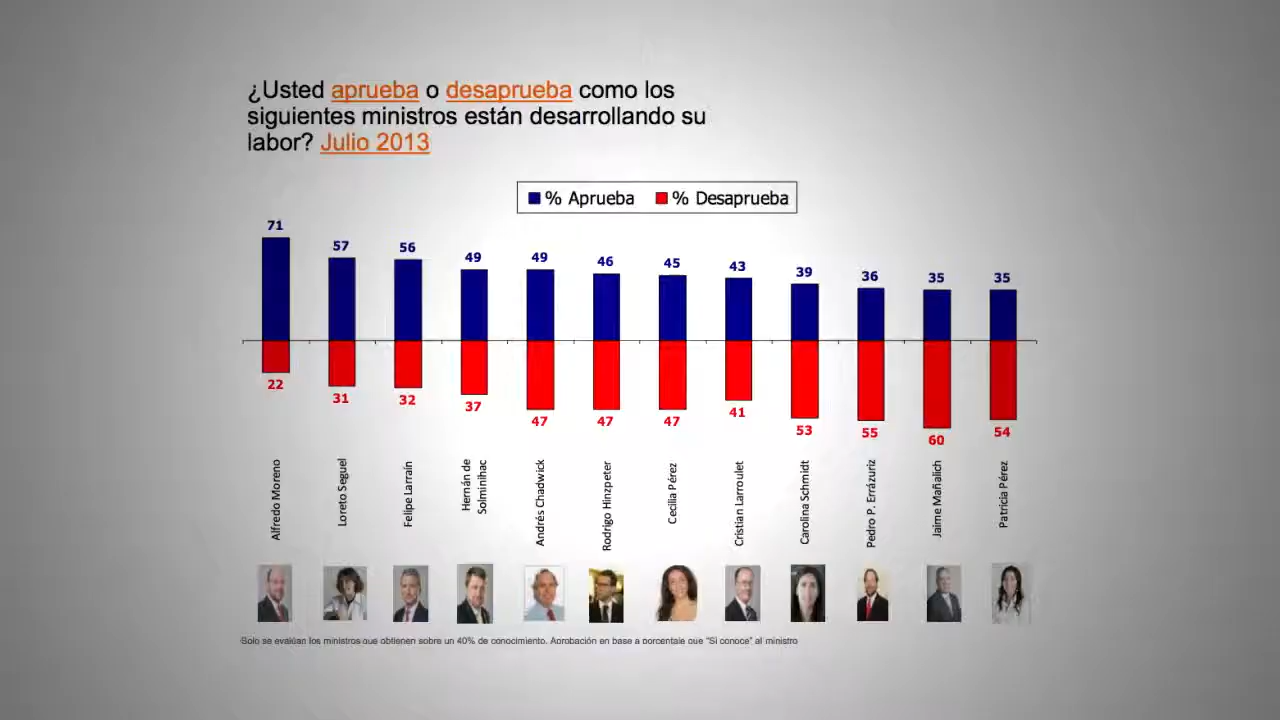 ¿Usted aprueba o desaprueba como los
siguientes ministros están desarrollando su
labor? Julio 2013
% Aprueba % Desaprueba
71 57 56 49 49 46 45 43 39 36 35 35
22 31 32 37 47 47 47 41 53 55 60 54
Alfredo Moreno
Loreto Seguel
Felipe Larraín
Hernán de
Solminihac
Andrés Chadwick
Rodrigo Hinzpeter
Cecilia Pérez
Cristian Larroulet
Carolina Schmidt
Pedro P. Errázuriz
Jaime Mañalich
Patricia Pérez
Solo se evalúan los ministros que obtienen sobre un 40% de conocimiento. Aprobación en base a porcentaje que "Si conoce" al ministro